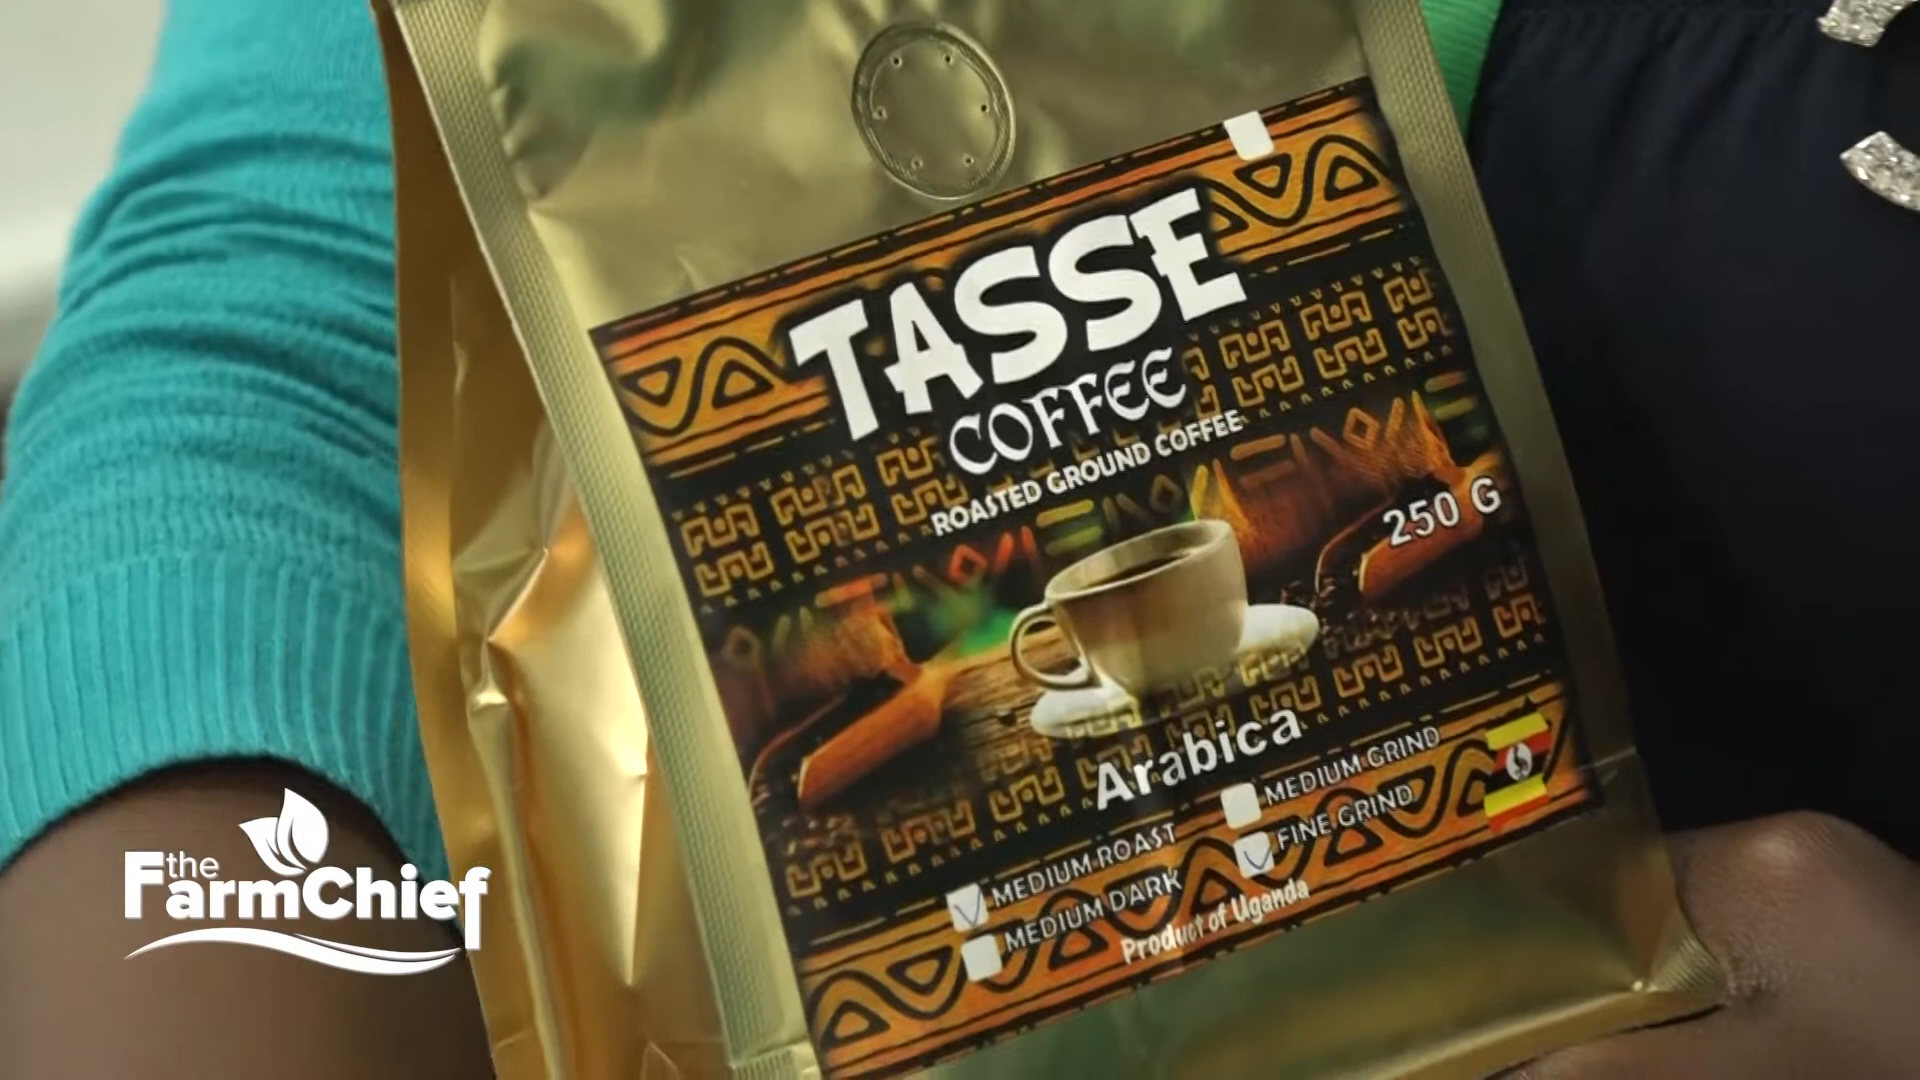 TASSE
COFFEE
ROASTED GROUND COFFEE
250 G
Arabica
MEDIUM ROAST
MEDIUM DARK
MEDIUM GRIND
FINE GRIND
Product of Uganda
the
FarmChief